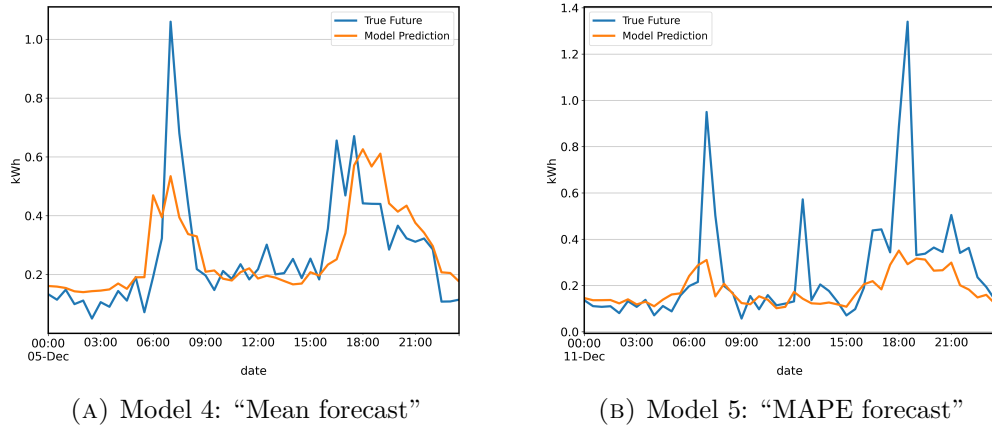 True Future
Model Prediction
kWh
1.0
0.8
0.6
0.4
0.2
00:00 03:00 06:00 09:00 12:00 15:00 18:00 21:00
05-Dec
date
(A) Model 4: “Mean forecast”
True Future
Model Prediction
kWh
1.4
1.2
1.0
0.8
0.6
0.4
0.2
0.0
00:00 03:00 06:00 09:00 12:00 15:00 18:00 21:00
11-Dec
date
(B) Model 5: “MAPE forecast”